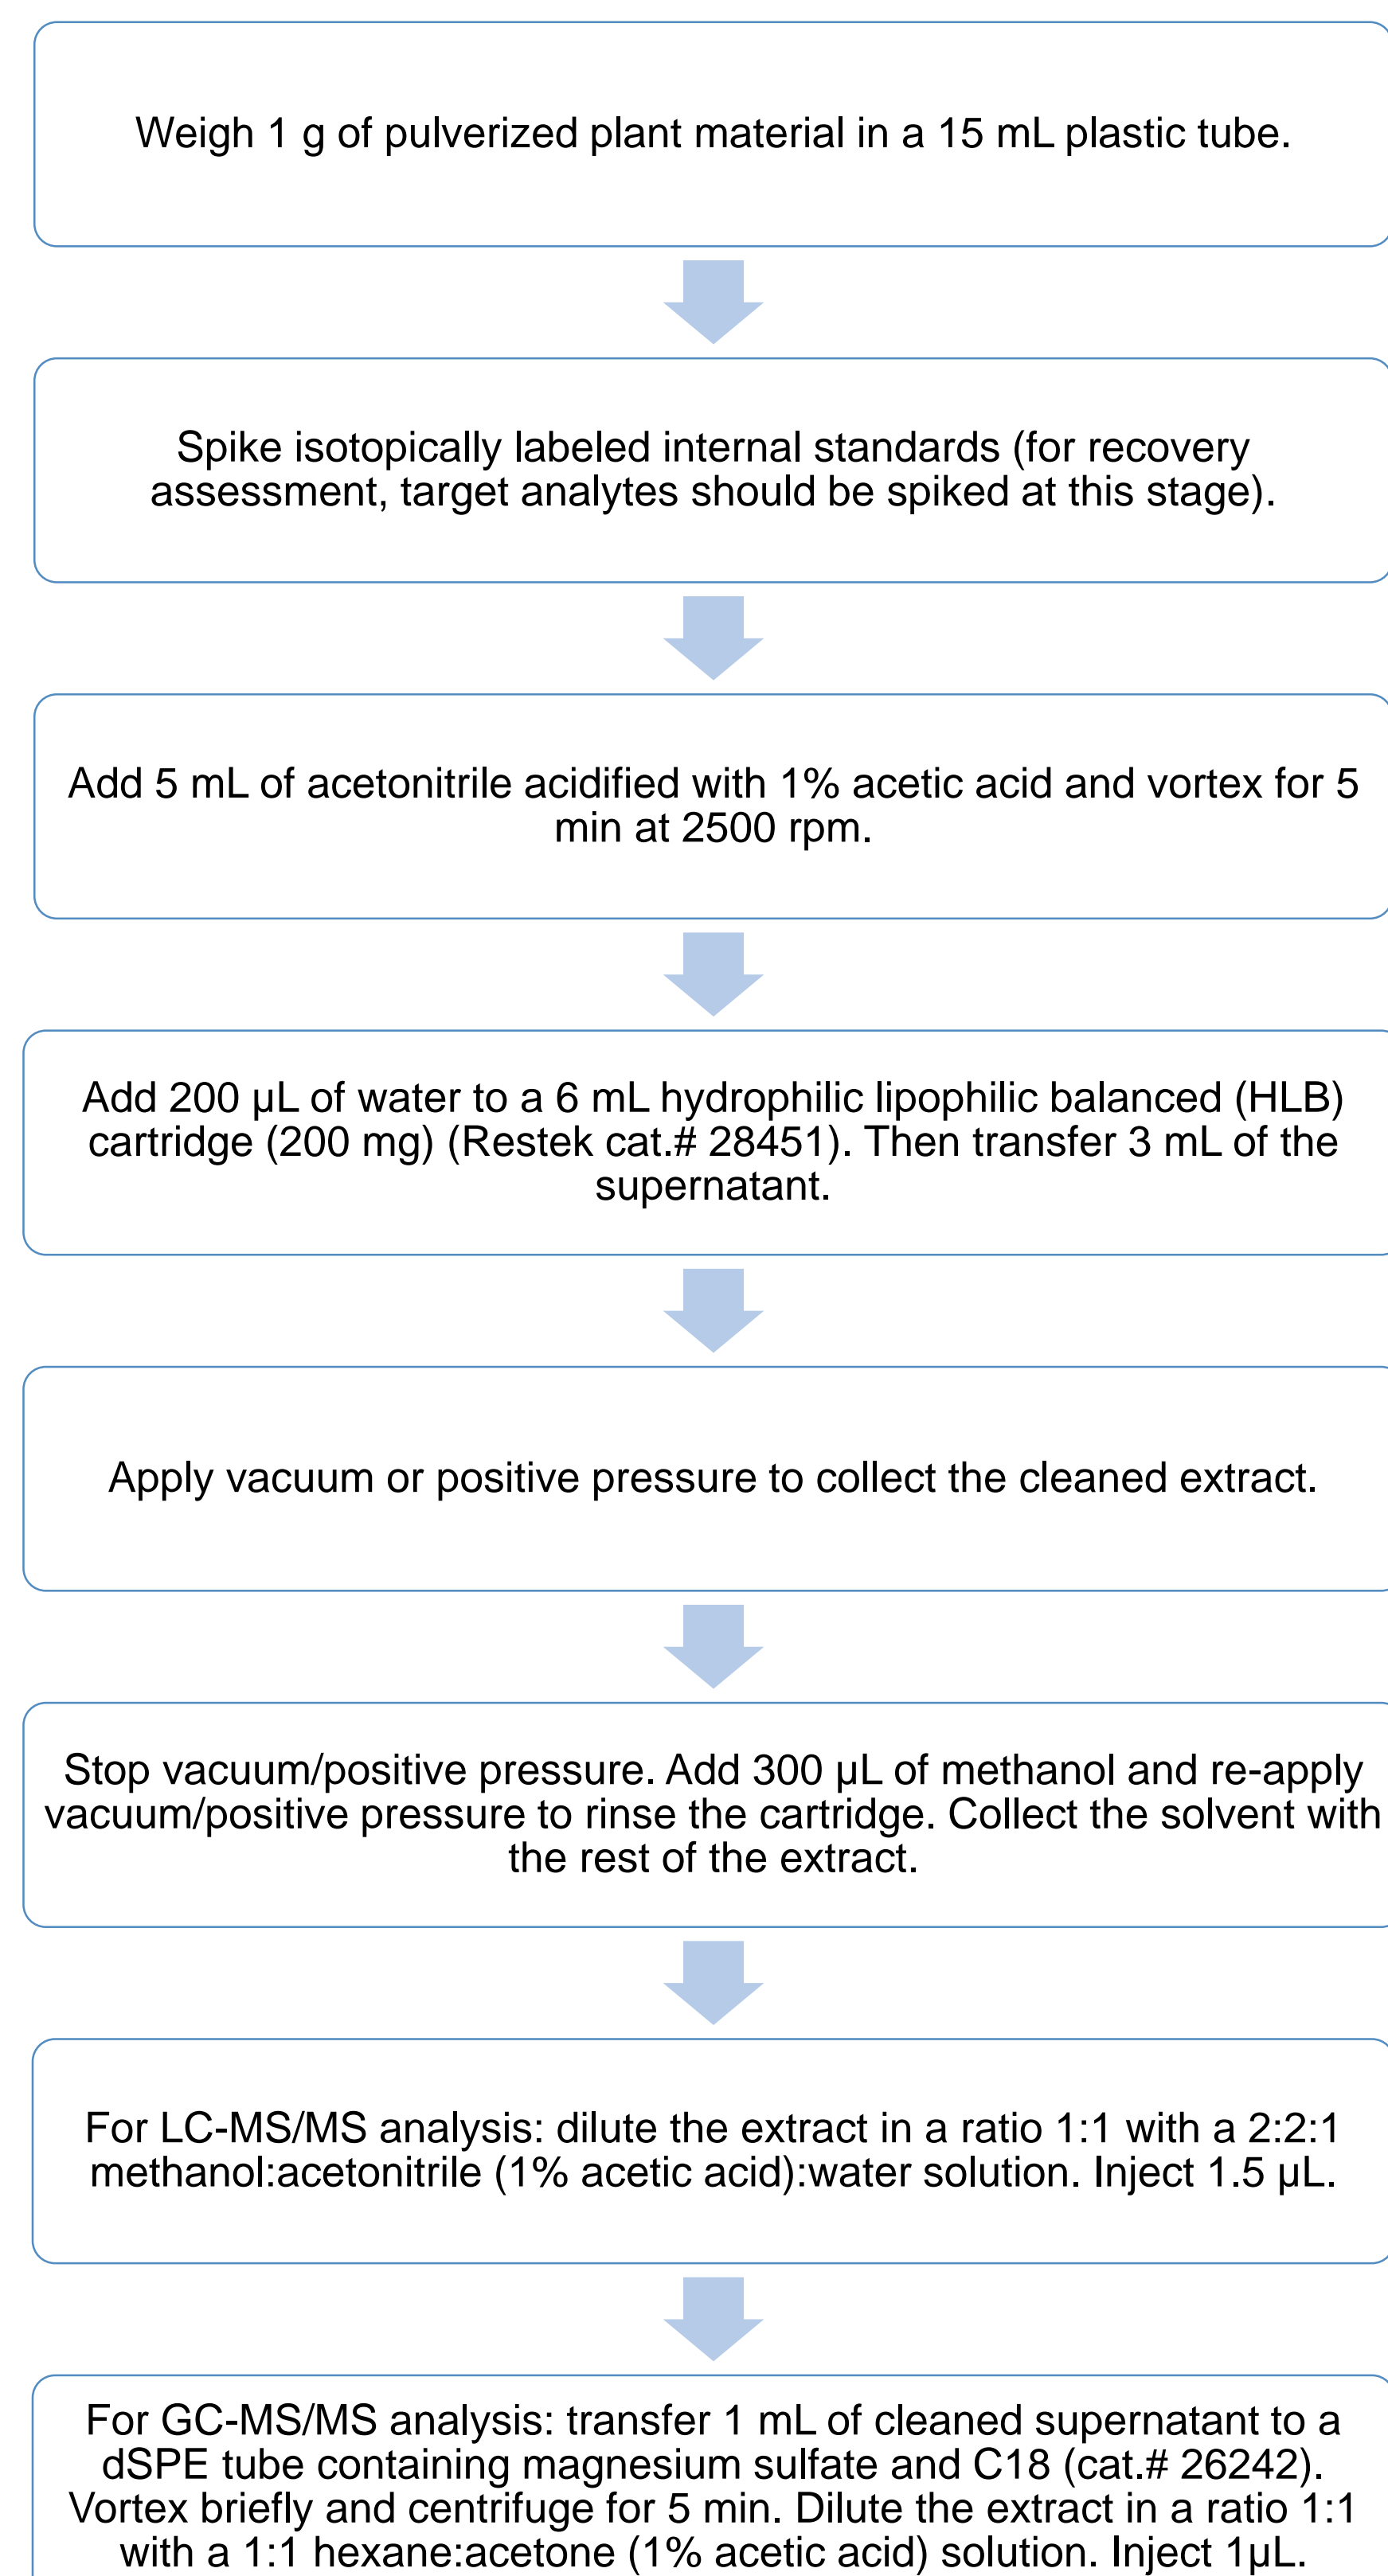 Weigh 1 g of pulverized plant material in a 15 mL plastic tube.
Spike isotopically labeled internal standards (for recovery
assessment, target analytes should be spiked at this stage).
Add 5 mL of acetonitrile acidified with 1% acetic acid and vortex for 5
min at 2500 rpm.
Add 200 µL of water to a 6 mL hydrophilic lipophilic balanced (HLB)
cartridge (200 mg) (Restek cat.# 28451). Then transfer 3 mL of the
supernatant.
Apply vacuum or positive pressure to collect the cleaned extract.
Stop vacuum/positive pressure. Add 300 µL of methanol and re-apply
vacuum/positive pressure to rinse the cartridge. Collect the solvent with
the rest of the extract.
For LC-MS/MS analysis: dilute the extract in a ratio 1:1 with a 2:2:1
methanol:acetonitrile (1% acetic acid):water solution. Inject 1.5 µL.
For GC-MS/MS analysis: transfer 1 mL of cleaned supernatant to a
dSPE tube containing magnesium sulfate and C18 (cat.# 26242).
Vortex briefly and centrifuge for 5 min. Dilute the extract in a ratio 1:1
with a 1:1 hexane:acetone (1% acetic acid) solution. Inject 1µL.